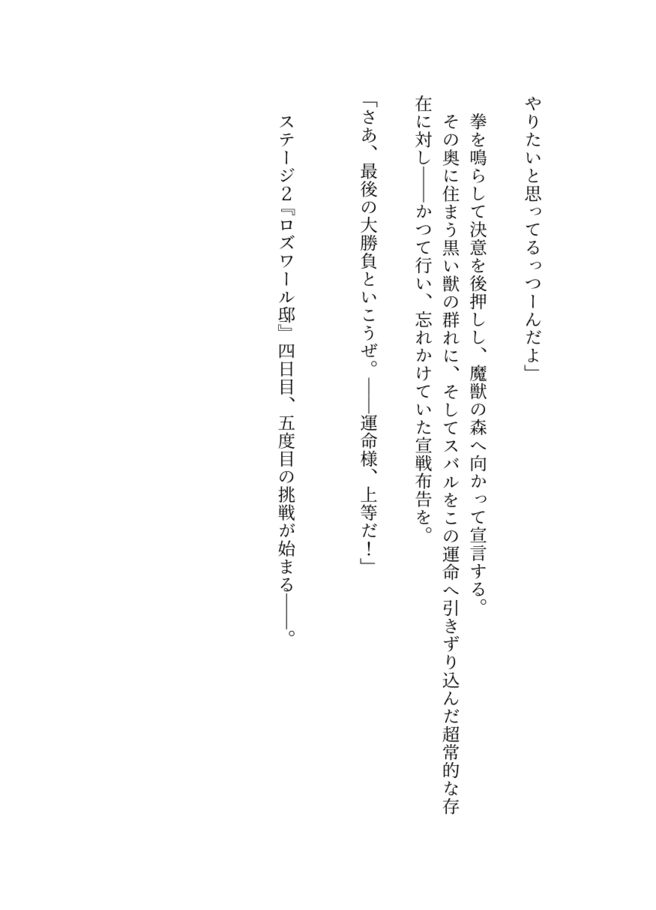 やりたいと思ってるっつーんだよ」
　拳を鳴らして決意を後押しし、魔獣の森へ向かって宣言する。
　その奥に住まう黒い獣の群れに、そしてスバルをこの運命へ引きずり込んだ超常的な存
在に対し――かつて行い、忘れかけていた宣戦布告を。
「さあ、最後の大勝負といこうぜ。――運命様、上等だ！」
　ステージ２『ロズワール邸』四日目、五度目の挑戦が始まる――。